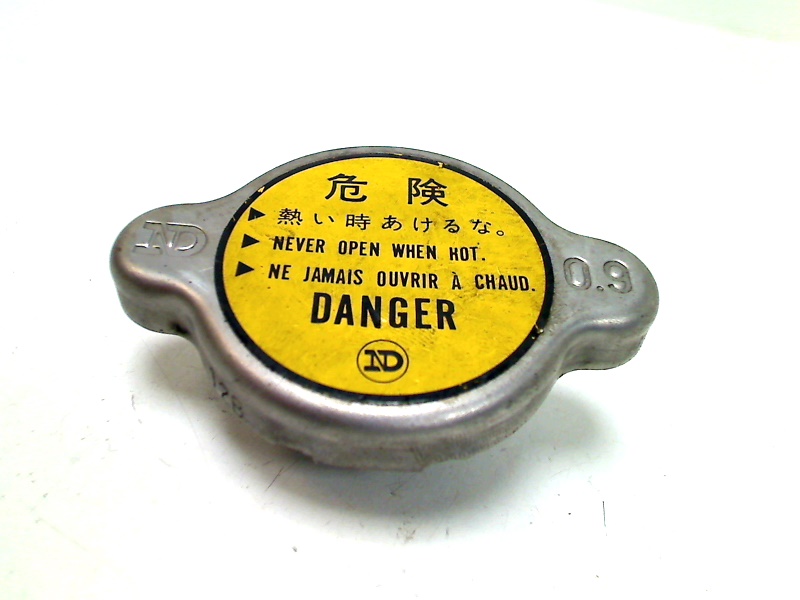 危険
▶ 熱い時あけるな。
▶ NEVER OPEN WHEN HOT.
▶ NE JAMAIS OUVRIR À CHAUD.
DANGER
ND
ND
0.9